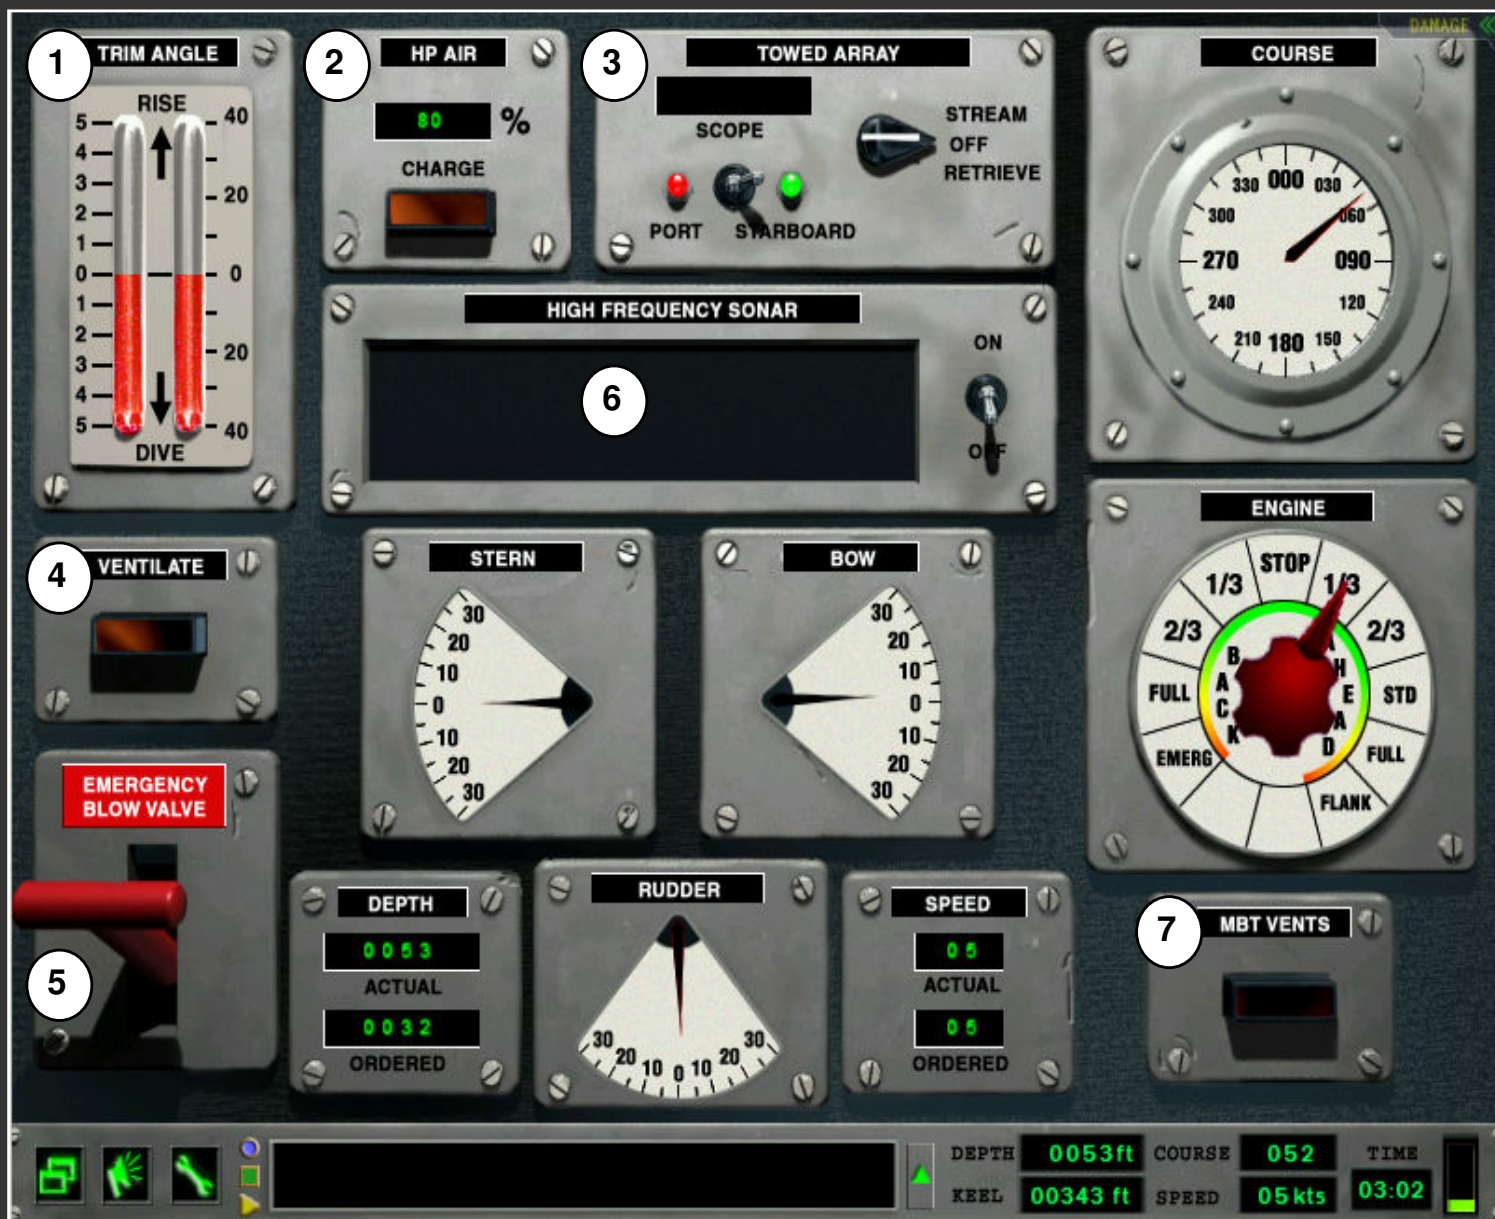 DAMAGE
1
TRIM ANGLE
RISE
5 40
4
3 20
2
1
0 0
1
2
3 20
4
5 40
DIVE
2
HP AIR
80 %
CHARGE
3
TOWED ARRAY
SCOPE
STREAM
OFF
RETRIEVE
PORT STARBOARD
COURSE
330 000 030
300 060
270 090
240 120
210 180 150
HIGH FREQUENCY SONAR
6
ON
OFF
4
VENTILATE
STERN
30
20
10
0
10
20
30
BOW
30
20
10
0
10
20
30
ENGINE
STOP
1/3 1/3
2/3 2/3
FULL STD
EMERG FULL
FLANK
BACK
AHEAD
EMERGENCY
BLOW VALVE
5
DEPTH
0053
ACTUAL
0032
ORDERED
RUDDER
30 20 10 0 10 20 30
SPEED
05
ACTUAL
05
ORDERED
7
MBT VENTS
DEPTH 0053ft COURSE 052 TIME
KEEL 00343 ft SPEED 05 kts 03:02